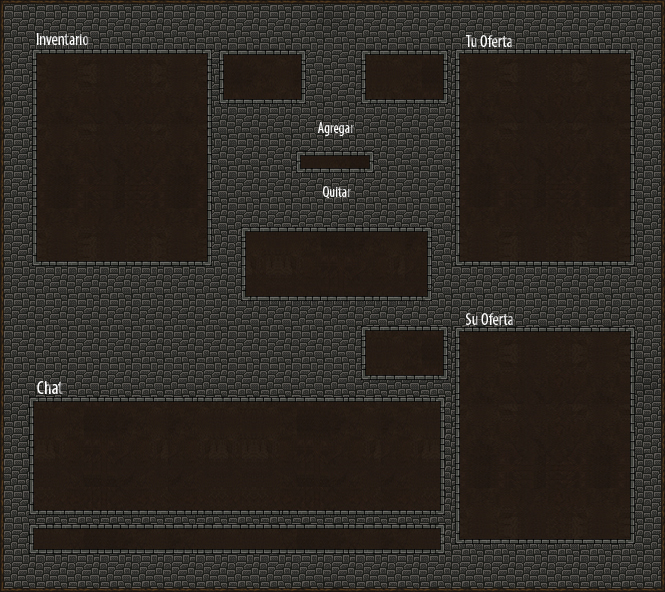 Inventario
Tu Oferta
Agregar
Quitar
Su Oferta
Chat